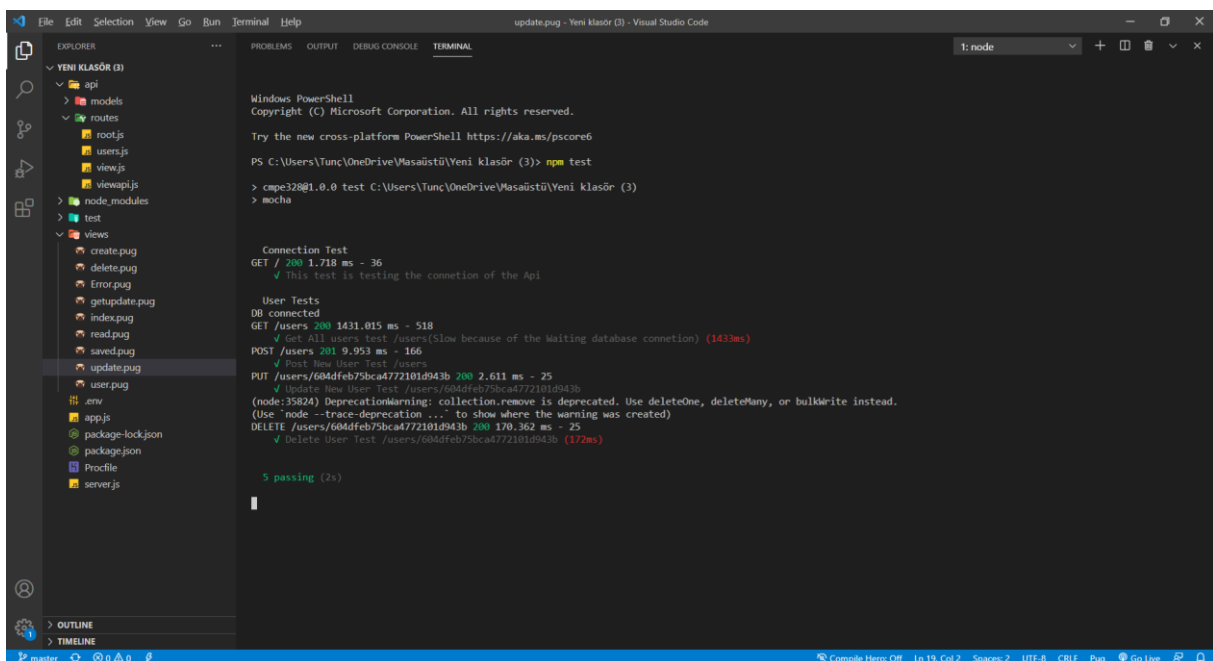 File Edit Selection View Go Run Terminal Help
update.pug - Yeni klasör (3) - Visual Studio Code
EXPLORER
YENI KLASÖR (3)
api
models
routes
root.js
users.js
view.js
viewapi.js
node_modules
test
views
create.pug
delete.pug
Error.pug
getupdate.pug
index.pug
read.pug
saved.pug
update.pug
user.pug
.env
app.js
package-lock.json
package.json
Procfile
server.js
OUTLINE
TIMELINE
PROBLEMS OUTPUT DEBUG CONSOLE TERMINAL
1: node
Windows PowerShell
Copyright (C) Microsoft Corporation. All rights reserved.
Try the new cross-platform PowerShell https://aka.ms/pscore6
PS C:\Users\Tunç\OneDrive\Masaüstü\Yeni klasör (3)> npm test
> cmpe328@1.0.0 test C:\Users\Tunç\OneDrive\Masaüstü\Yeni klasör (3)
> mocha
Connection Test
GET / 200 1.718 ms - 36
√ This test is testing the connetion of the Api
User Tests
DB connected
GET /users 200 1431.015 ms - 518
√ Get All users test /users(Slow because of the Waiting database connetion) (1433ms)
POST /users 201 9.953 ms - 166
√ Post New User Test /users
PUT /users/604dfeb75bca4772101d943b 200 2.611 ms - 25
√ Update New User Test /users/604dfeb75bca4772101d943b
(node:35824) DeprecationWarning: collection.remove is deprecated. Use deleteOne, deleteMany, or bulkWrite instead.
(Use `node --trace-deprecation ...` to show where the warning was created)
DELETE /users/604dfeb75bca4772101d943b 200 170.362 ms - 25
√ Delete User Test /users/604dfeb75bca4772101d943b (172ms)
5 passing (2s)
1
master 0 0 Compile Hero: Off Ln 19, Col 2 Spaces: 2 UTF-8 CRLF Pug Go Live